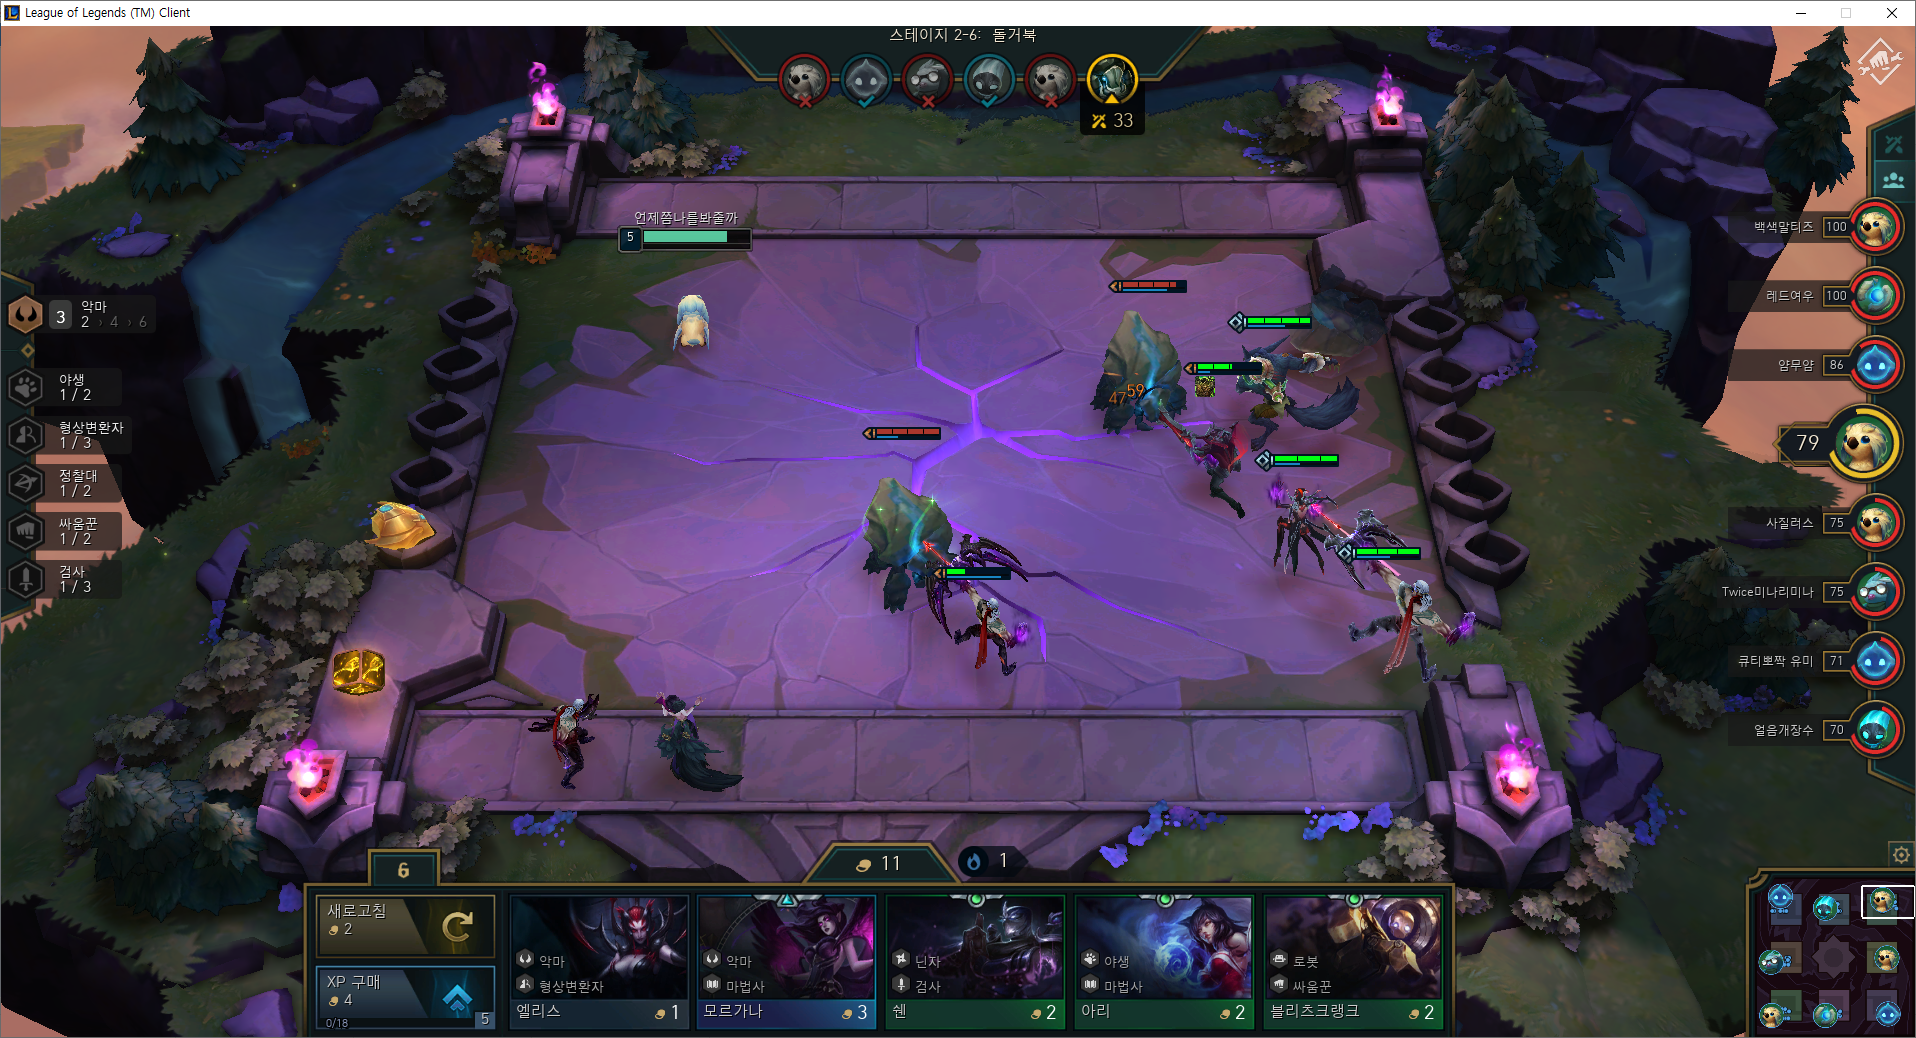 League of Legends (TM) Client
스테이지 2-6: 돌거북
33
언제쯤나를봐줄까
5
3
악마
2 › 4 › 6
야생
1 / 2
형상변환자
1 / 3
정찰대
1 / 2
싸움꾼
1 / 2
검사
1 / 3
59
47
백색말티즈 100
레드여우 100
얌무얌 86
79
사질러스 75
Twice미나리미나 75
큐티뽀짝 유미 71
얼음개장수 70
6
11
1
새로고침
2
XP 구매
4
0/18
5
악마
형상변환자
엘리스 1
악마
마법사
모르가나 3
닌자
검사
쉔 2
야생
마법사
아리 2
로봇
싸움꾼
블리츠크랭크 2